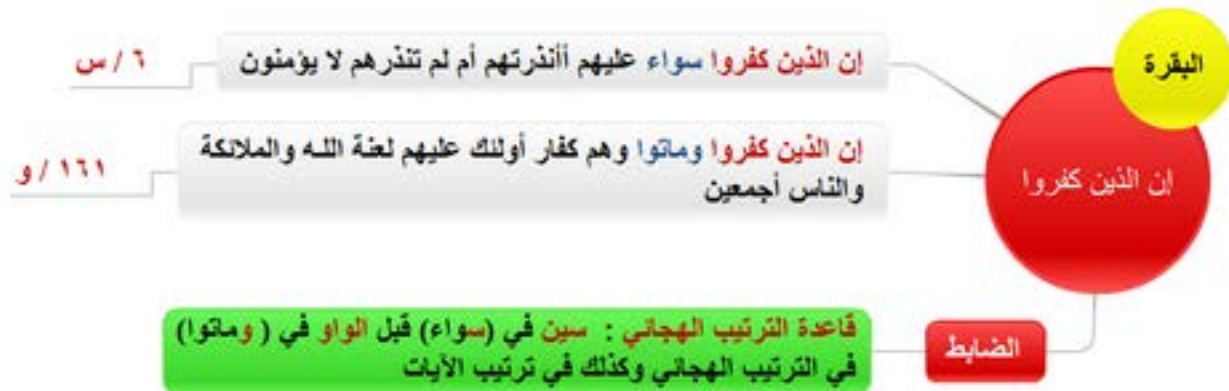 البقرة
إن الذين كفروا
إن الذين كفروا سواء عليهم أأنذرتهم أم لم تنذرهم لا يؤمنون
٦ / س
إن الذين كفروا وماتوا وهم كفار أولئك عليهم لعنة الله والملائكة
والناس أجمعين
١٦١ / و
الضابط
قاعدة الترتيب الهجائي : سين في (سواء) قبل الواو في ( وماتوا)
في الترتيب الهجائي وكذلك في ترتيب الآيات